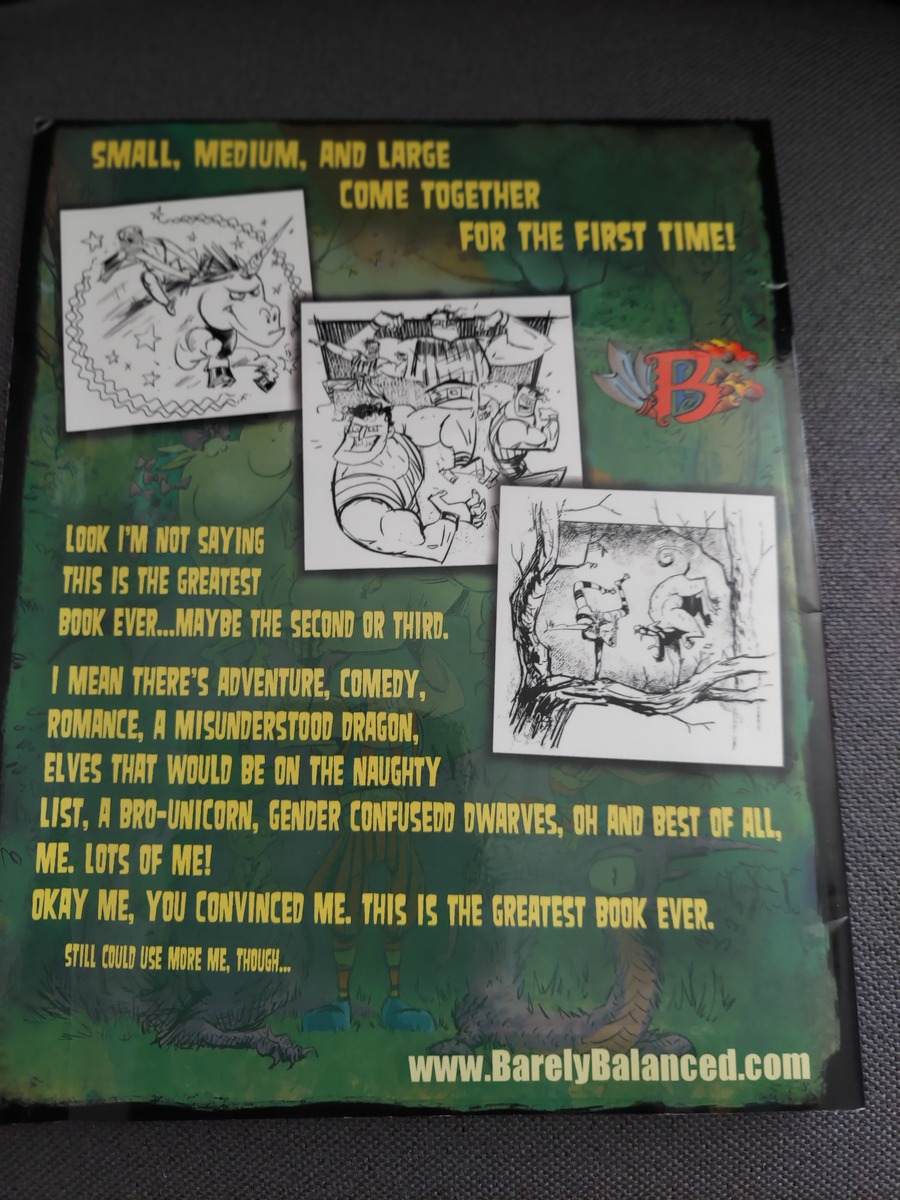 SMALL, MEDIUM, AND LARGE
COME TOGETHER
FOR THE FIRST TIME!
B
LOOK I'M NOT SAYING
THIS IS THE GREATEST
BOOK EVER...MAYBE THE SECOND OR THIRD.
I MEAN THERE'S ADVENTURE, COMEDY,
ROMANCE, A MISUNDERSTOOD DRAGON,
ELVES THAT WOULD BE ON THE NAUGHTY
LIST, A BRO-UNICORN, GENDER CONFUSEDD DWARVES, OH AND BEST OF ALL,
ME. LOTS OF ME!
OKAY ME, YOU CONVINCED ME. THIS IS THE GREATEST BOOK EVER.
STILL COULD USE MORE ME, THOUGH...
www.BarelyBalanced.com